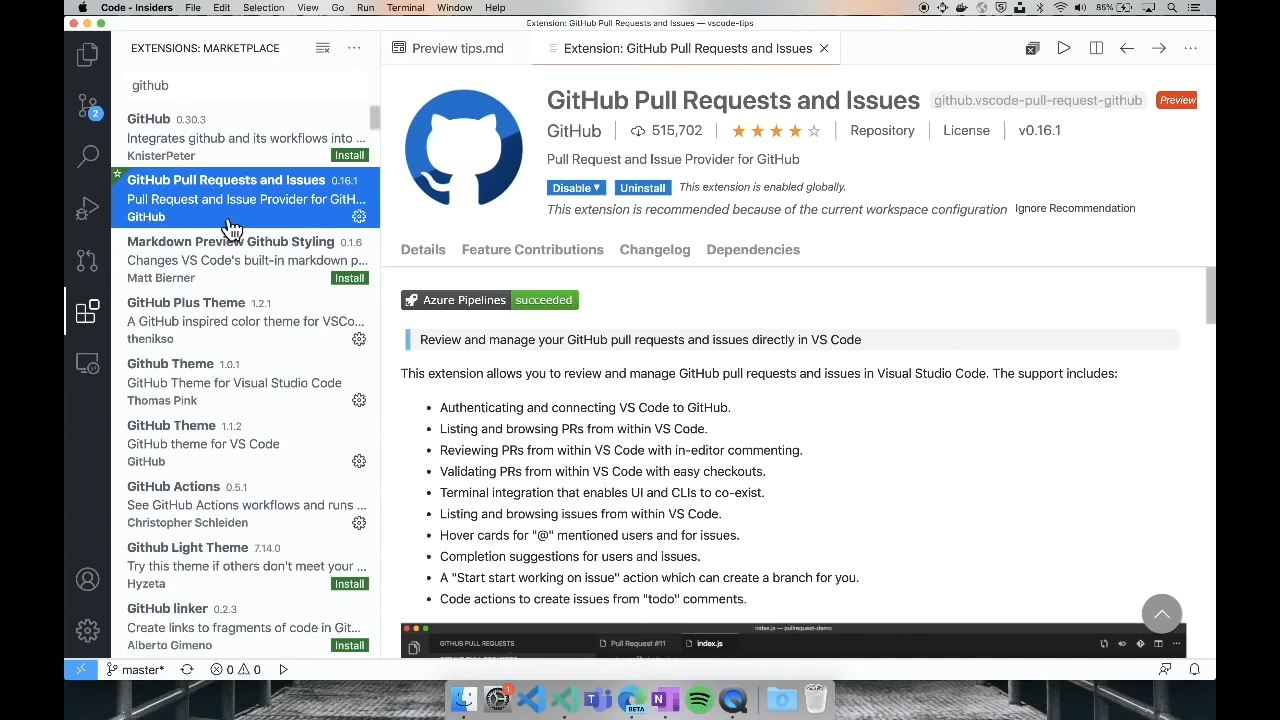 Code - Insiders File Edit Selection View Go Run Terminal Window Help 86%
Extension: GitHub Pull Requests and Issues — vscode-tips
EXTENSIONS: MARKETPLACE
Preview tips.md
Extension: GitHub Pull Requests and Issues
github
2
GitHub 0.30.3
Integrates github and its workflows into ...
KnisterPeter Install
GitHub Pull Requests and Issues 0.16.1
Pull Request and Issue Provider for GitH...
GitHub
Markdown Preview Github Styling 0.1.6
Changes VS Code's built-in markdown p...
Matt Bierner Install
GitHub Plus Theme 1.2.1
A GitHub inspired color theme for VSCo...
thenikso
Github Theme 1.0.1
GitHub Theme for Visual Studio Code
Thomas Pink
GitHub Theme 1.1.2
GitHub theme for VS Code
GitHub
GitHub Actions 0.5.1
See GitHub Actions workflows and runs ...
Christopher Schleiden
Github Light Theme 7.14.0
Try this theme if others don't meet your ...
Hyzeta Install
GitHub linker 0.2.3
Create links to fragments of code in Git...
Alberto Gimeno Install
GitHub Pull Requests and Issues github.vscode-pull-request-github Preview
GitHub 515,702 Repository License v0.16.1
Pull Request and Issue Provider for GitHub
Disable Uninstall This extension is enabled globally.
This extension is recommended because of the current workspace configuration Ignore Recommendation
Details Feature Contributions Changelog Dependencies
Azure Pipelines succeeded
Review and manage your GitHub pull requests and issues directly in VS Code
This extension allows you to review and manage GitHub pull requests and issues in Visual Studio Code. The support includes:
• Authenticating and connecting VS Code to GitHub.
• Listing and browsing PRs from within VS Code.
• Reviewing PRs from within VS Code with in-editor commenting.
• Validating PRs from within VS Code with easy checkouts.
• Terminal integration that enables UI and CLIs to co-exist.
• Listing and browsing issues from within VS Code.
• Hover cards for "@" mentioned users and for issues.
• Completion suggestions for users and issues.
• A "Start start working on issue" action which can create a branch for you.
• Code actions to create issues from "todo" comments.
index.js — pullrequest-demo
GITHUB PULL REQUESTS Pull Request #11 index.js
master* 0 0
1
BETA